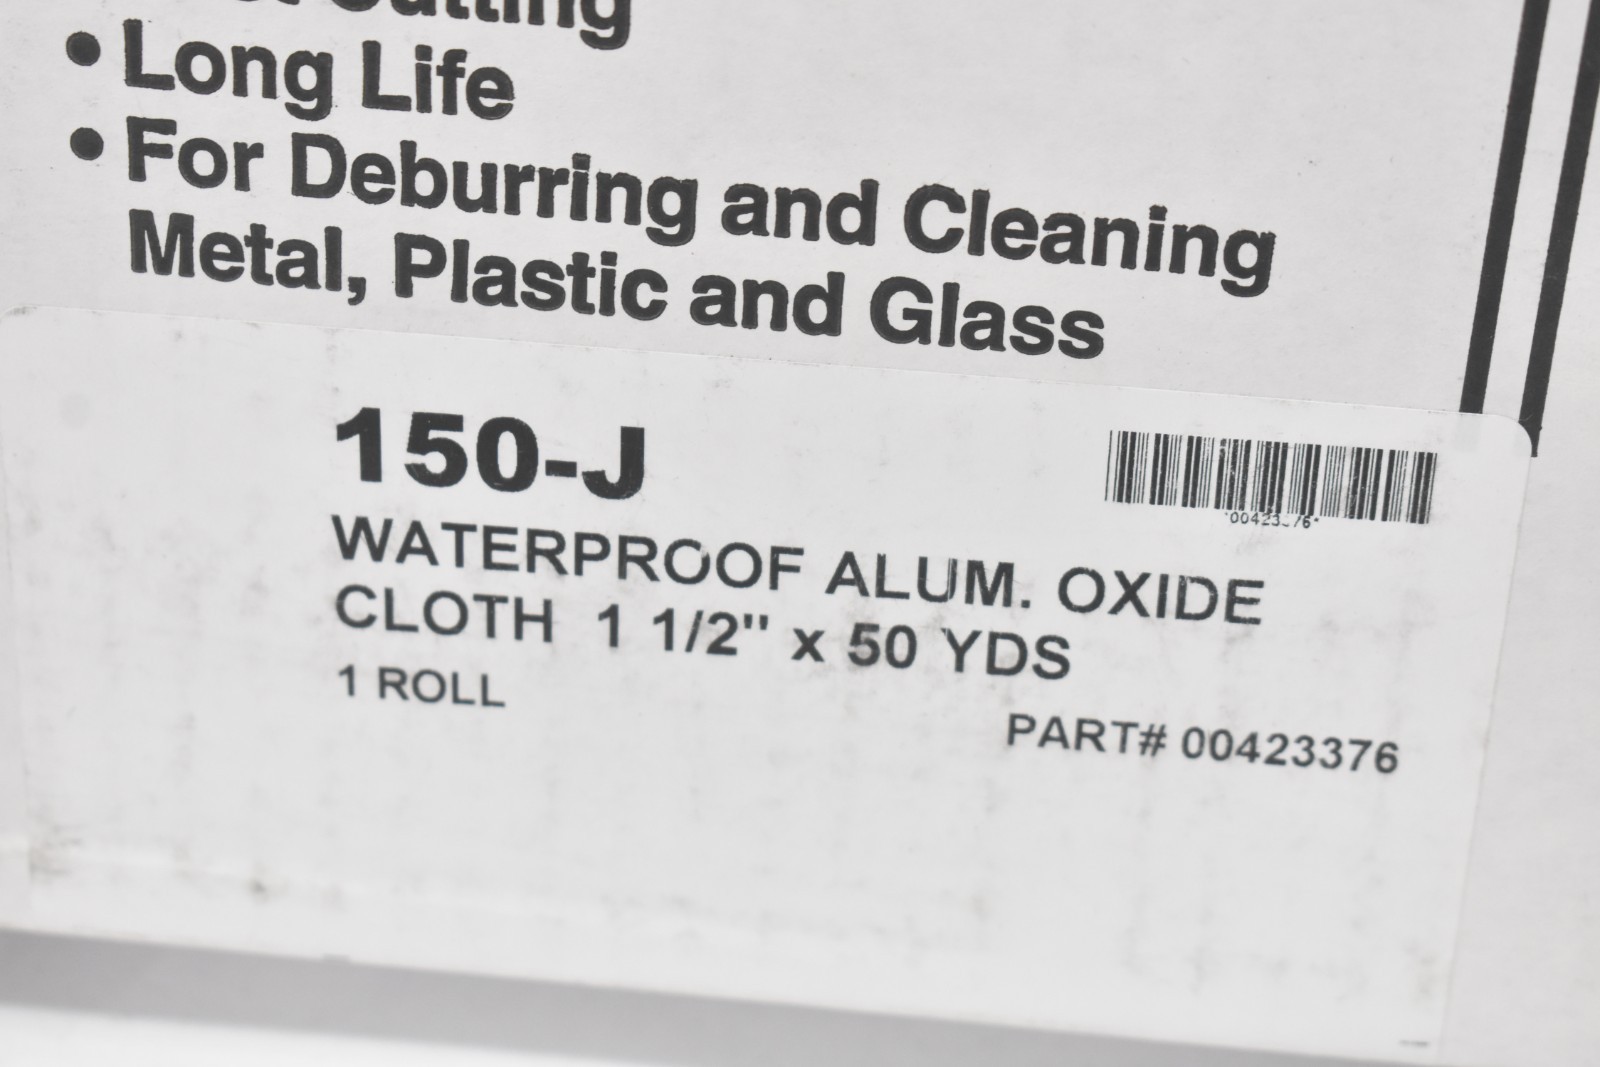 Cutting
• Long Life
• For Deburring and Cleaning
Metal, Plastic and Glass
150-J
WATERPROOF ALUM. OXIDE
CLOTH 1 1/2" x 50 YDS
1 ROLL
PART# 00423376